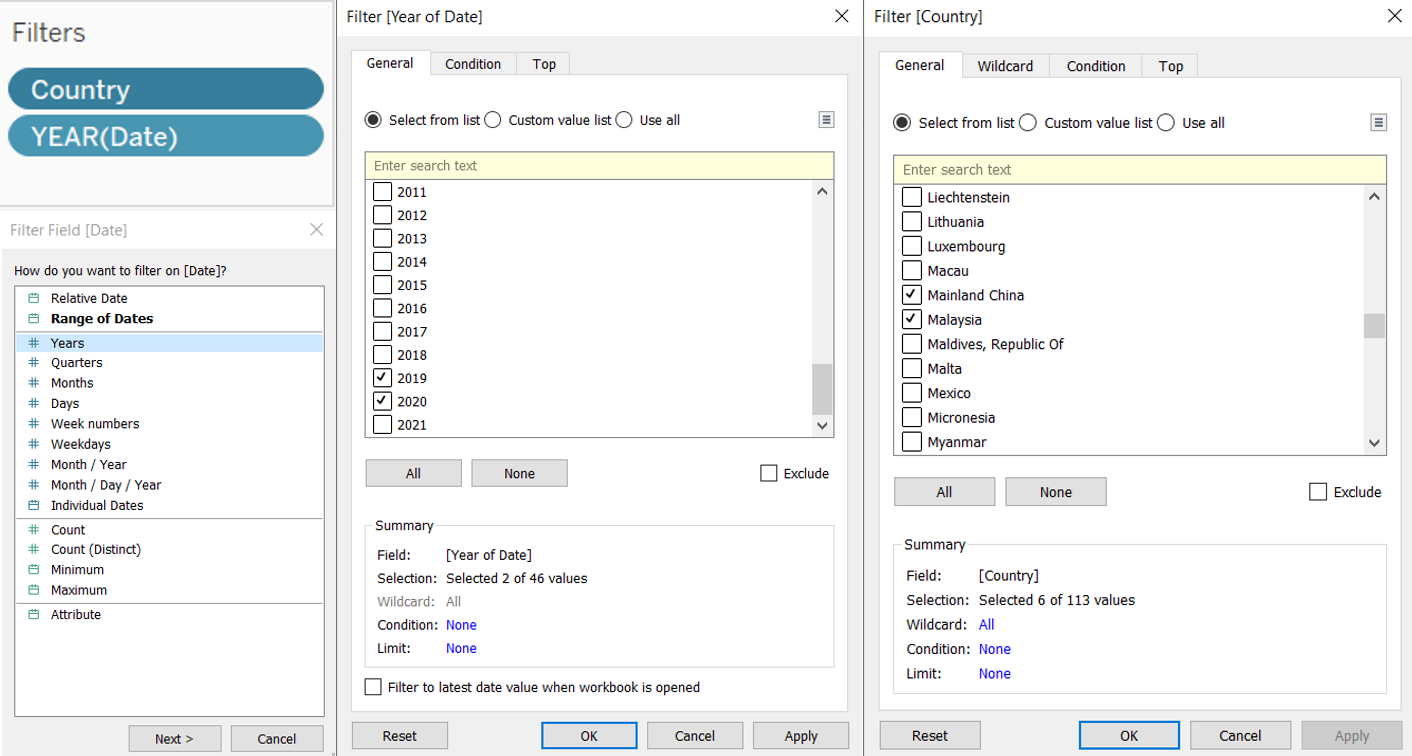 Filters
Country
YEAR(Date)
Filter Field [Date]
How do you want to filter on [Date]?
Relative Date
Range of Dates
Years
Quarters
Months
Days
Week numbers
Weekdays
Month / Year
Month / Day / Year
Individual Dates
Count
Count (Distinct)
Minimum
Maximum
Attribute
Next >
Cancel
Filter [Year of Date]
General
Condition
Top
Select from list
Custom value list
Use all
Enter search text
2011
2012
2013
2014
2015
2016
2017
2018
2019
2020
2021
All
None
Exclude
Summary
Field: [Year of Date]
Selection: Selected 2 of 46 values
Wildcard: All
Condition: None
Limit: None
Filter to latest date value when workbook is opened
Reset
OK
Cancel
Apply
Filter [Country]
General
Wildcard
Condition
Top
Select from list
Custom value list
Use all
Enter search text
Liechtenstein
Lithuania
Luxembourg
Macau
Mainland China
Malaysia
Maldives, Republic Of
Malta
Mexico
Micronesia
Myanmar
All
None
Exclude
Summary
Field: [Country]
Selection: Selected 6 of 113 values
Wildcard: All
Condition: None
Limit: None
Reset
OK
Cancel
Apply